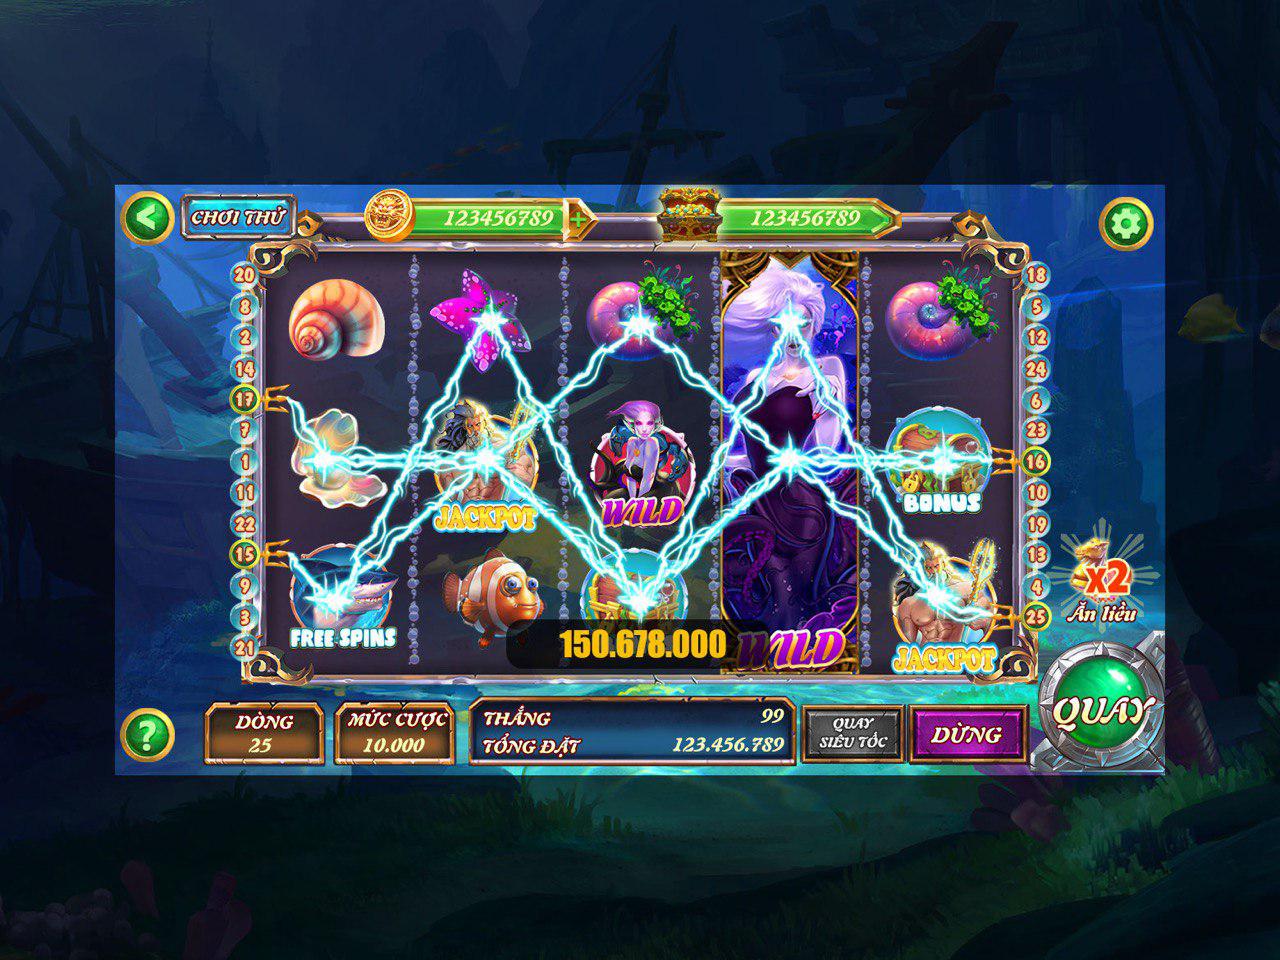 CHƠI THỬ
123456789
123456789
20
8
2
14
17
7
1
11
22
15
9
3
21
18
5
12
24
6
23
16
10
19
13
4
25
JACKPOT
WILD
BONUS
FREE SPINS
150.678.000
WILD
JACKPOT
X2
Ăn liều
DÒNG
25
MỨC CƯỢC
10.000
THẮNG 99
TỔNG ĐẶT 123.456.789
QUAY
SIÊU TỐC
DỪNG
QUAY
?